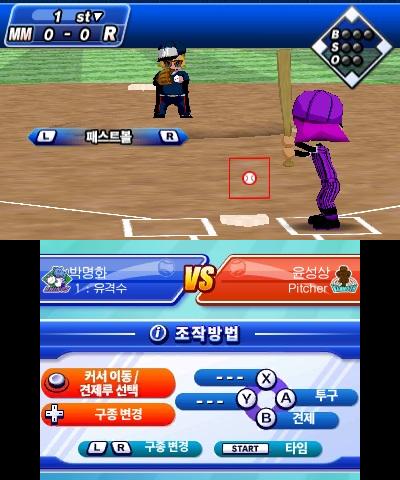 1 st▼
MM 0 - 0 R
B
S
O
L 패스트볼 R
박명화
1 : 유격수
VS
윤성상
Pitcher
i 조작방법
커서 이동 /
견제루 선택
구종 변경
--- X
--- Y
A 투구
B 견제
L R 구종 변경
START 타임